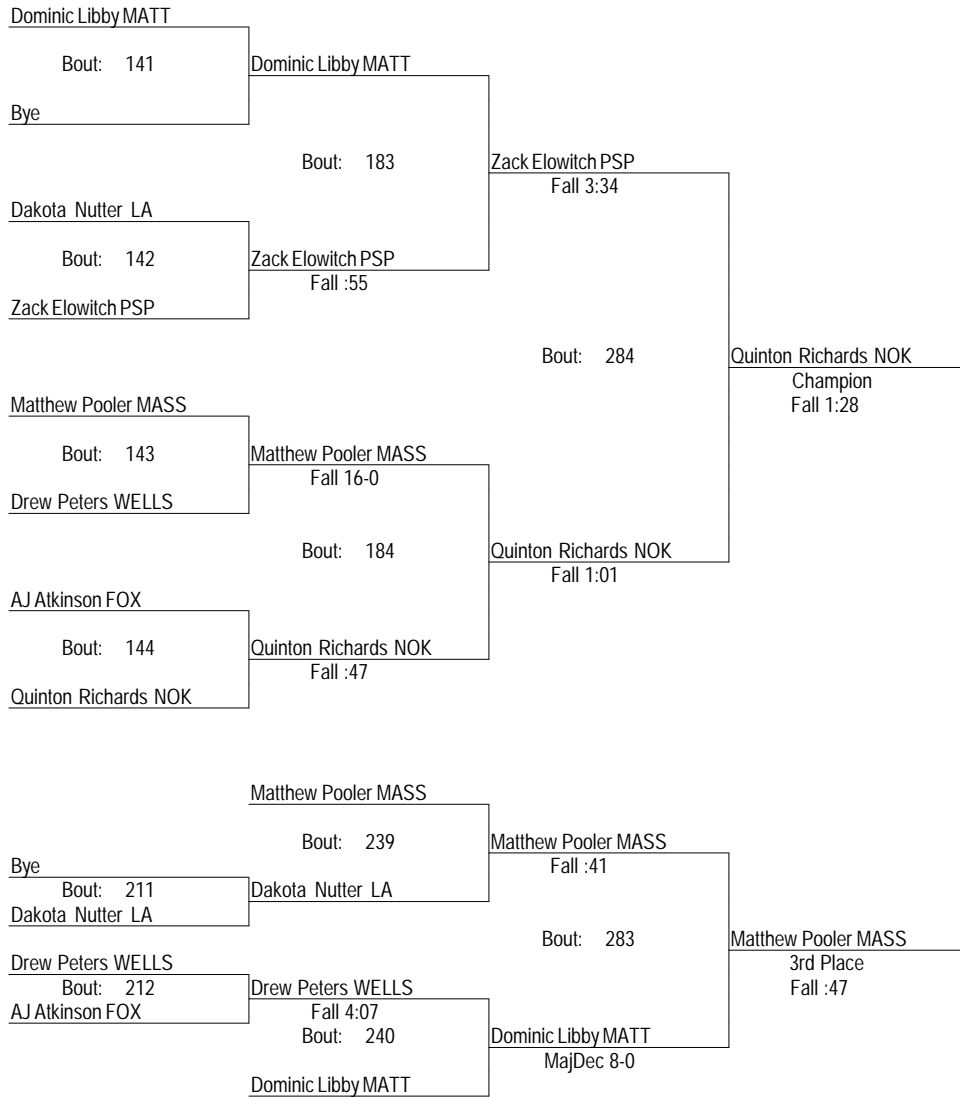 Dominic Libby MATT
Bout: 141
Dominic Libby MATT
Bye
Bout: 183
Zack Elowitch PSP
Fall 3:34
Dakota Nutter LA
Bout: 142
Zack Elowitch PSP
Fall :55
Zack Elowitch PSP
Bout: 284
Quinton Richards NOK
Champion
Fall 1:28
Matthew Pooler MASS
Bout: 143
Matthew Pooler MASS
Fall 16-0
Drew Peters WELLS
Bout: 184
Quinton Richards NOK
Fall 1:01
AJ Atkinson FOX
Bout: 144
Quinton Richards NOK
Fall :47
Quinton Richards NOK
Matthew Pooler MASS
Bout: 239
Matthew Pooler MASS
Fall :41
Bye
Bout: 211
Dakota Nutter LA
Dakota Nutter LA
Bout: 283
Matthew Pooler MASS
3rd Place
Fall :47
Drew Peters WELLS
Bout: 212
Drew Peters WELLS
AJ Atkinson FOX
Fall 4:07
Bout: 240
Dominic Libby MATT
MajDec 8-0
Dominic Libby MATT